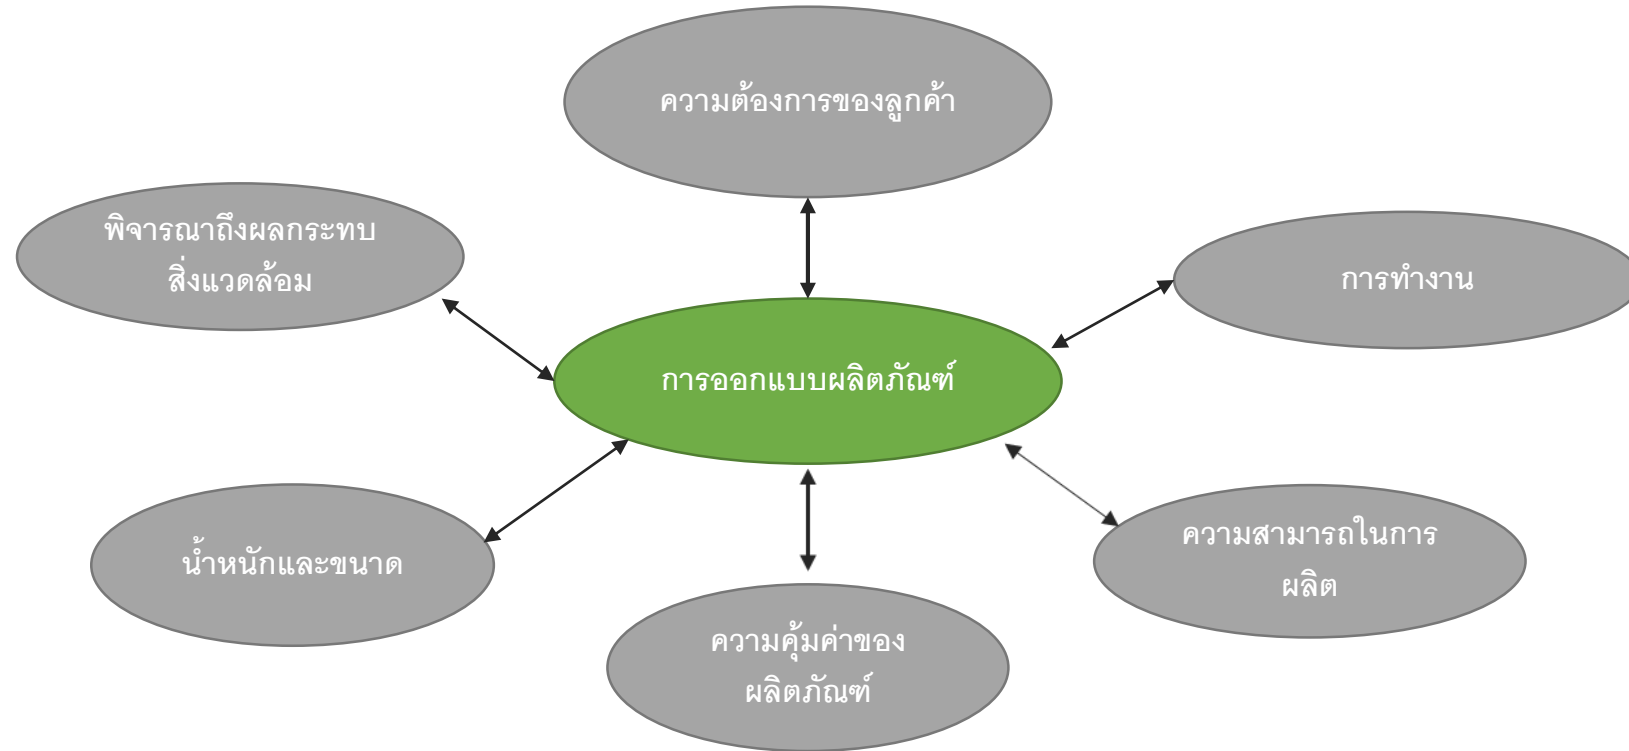 ความต้องการของลูกค้า
พิจารณาถึงผลกระทบ
สิ่งแวดล้อม
การทำงาน
การออกแบบผลิตภัณฑ์
น้ำหนักและขนาด
ความสามารถในการ
ผลิต
ความคุ้มค่าของ
ผลิตภัณฑ์